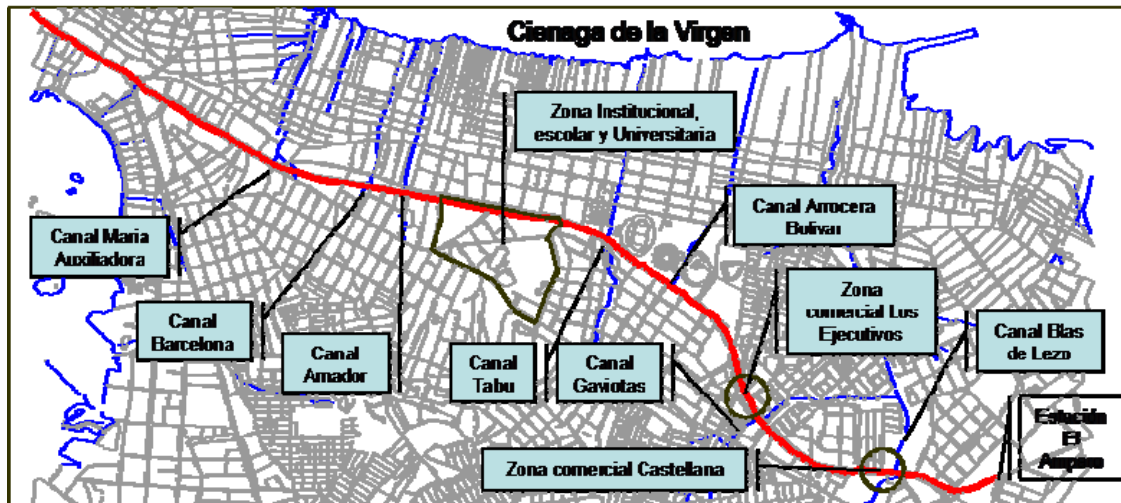 Cienaga de la Virgen
Zona Institucional,
escolar y Universitaria
Canal Maria
Auxiliadora
Canal Arrocera
Bolivar
Zona
comercial Los
Ejecutivos
Canal
Barcelona
Canal
Amador
Canal
Tabu
Canal
Gaviotas
Canal Blas
de Lezo
Estación
El
Amparo
Zona comercial Castellana